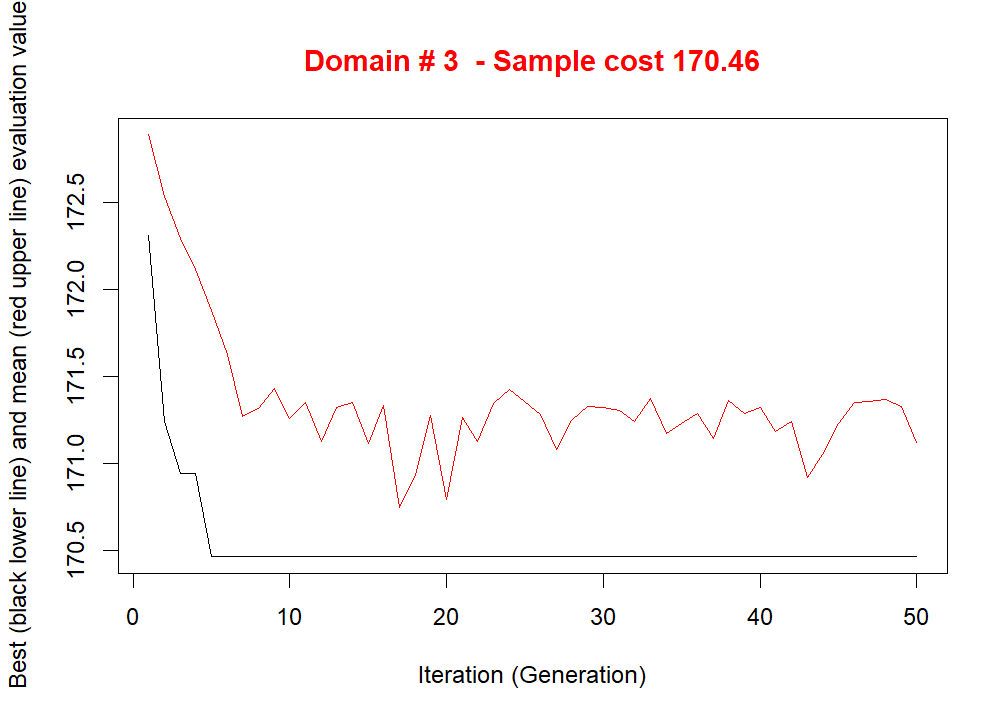 Domain # 3  - Sample cost 170.46
Best (black lower line) and mean (red upper line) evaluation value
172.5
172.0
171.5
171.0
170.5
0 10 20 30 40 50
Iteration (Generation)